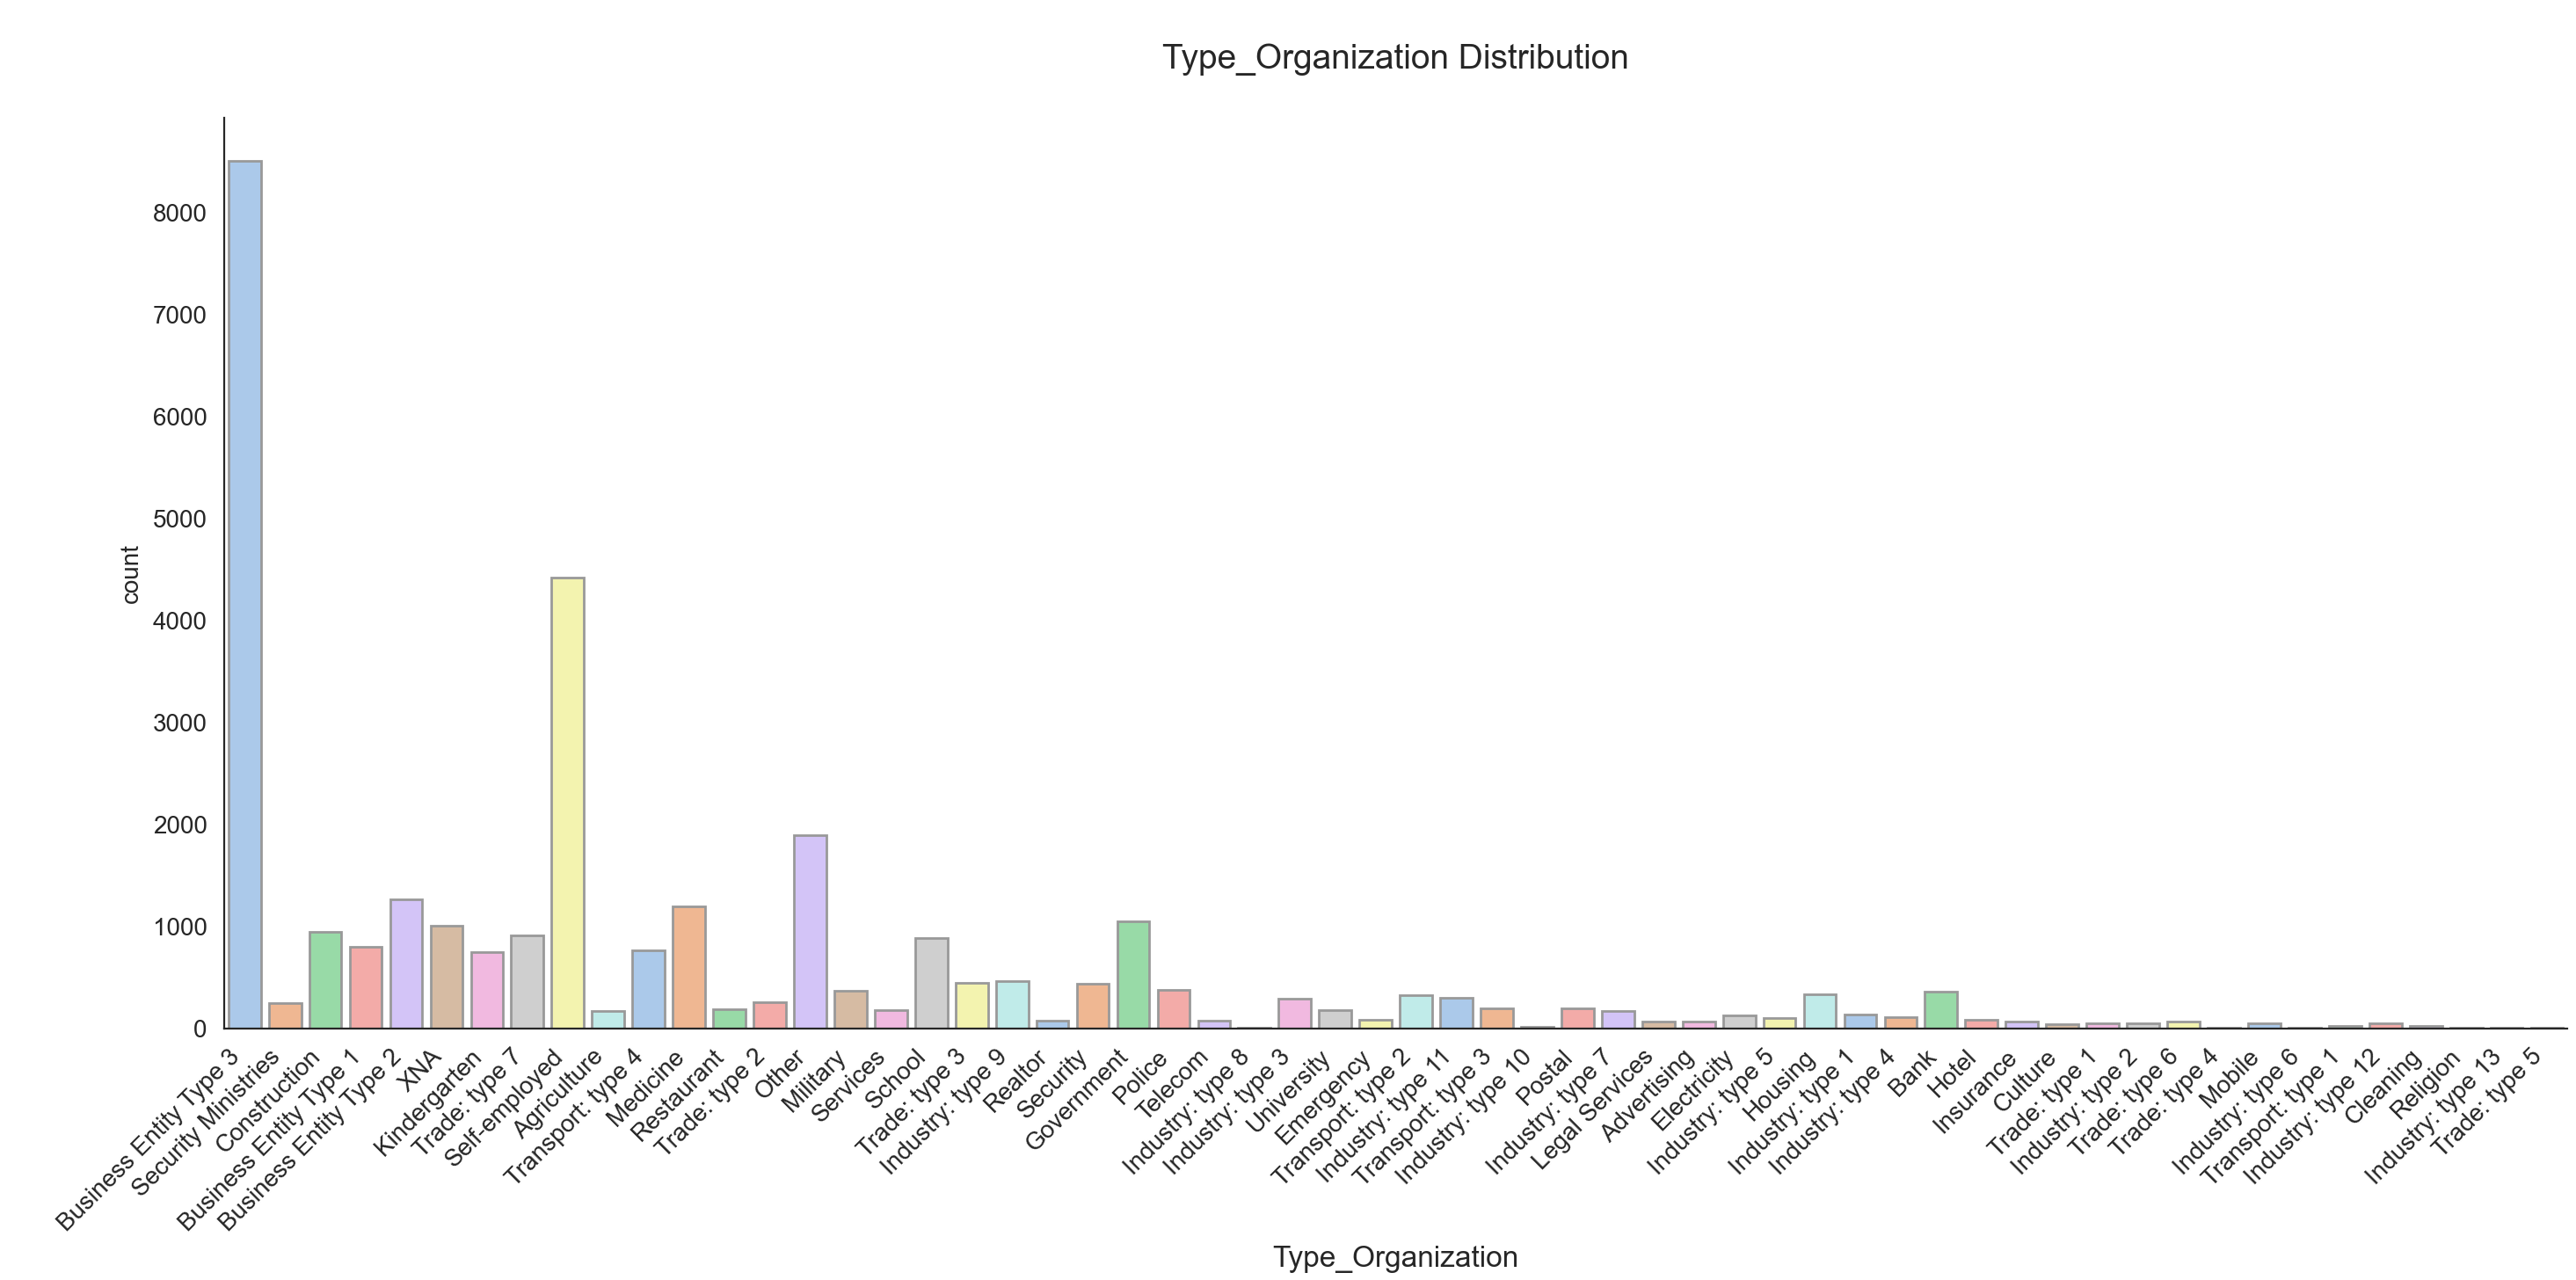 Type_Organization Distribution
8000
7000
6000
5000
4000
3000
2000
1000
0
count
Business Entity Type 3
Security Ministries
Construction
Business Entity Type 1
Business Entity Type 2
XNA
Kindergarten
Trade: type 7
Self-employed
Agriculture
Transport: type 4
Medicine
Restaurant
Trade: type 2
Other
Military
Services
School
Trade: type 3
Industry: type 9
Realtor
Security
Government
Police
Telecom
Industry: type 8
Industry: type 3
University
Emergency
Transport: type 2
Industry: type 11
Transport: type 3
Industry: type 10
Postal
Industry: type 7
Legal Services
Advertising
Electricity
Industry: type 5
Housing
Industry: type 1
Industry: type 4
Bank
Hotel
Insurance
Culture
Trade: type 1
Industry: type 2
Trade: type 6
Trade: type 4
Mobile
Industry: type 6
Transport: type 1
Industry: type 12
Cleaning
Religion
Industry: type 13
Trade: type 5
Type_Organization